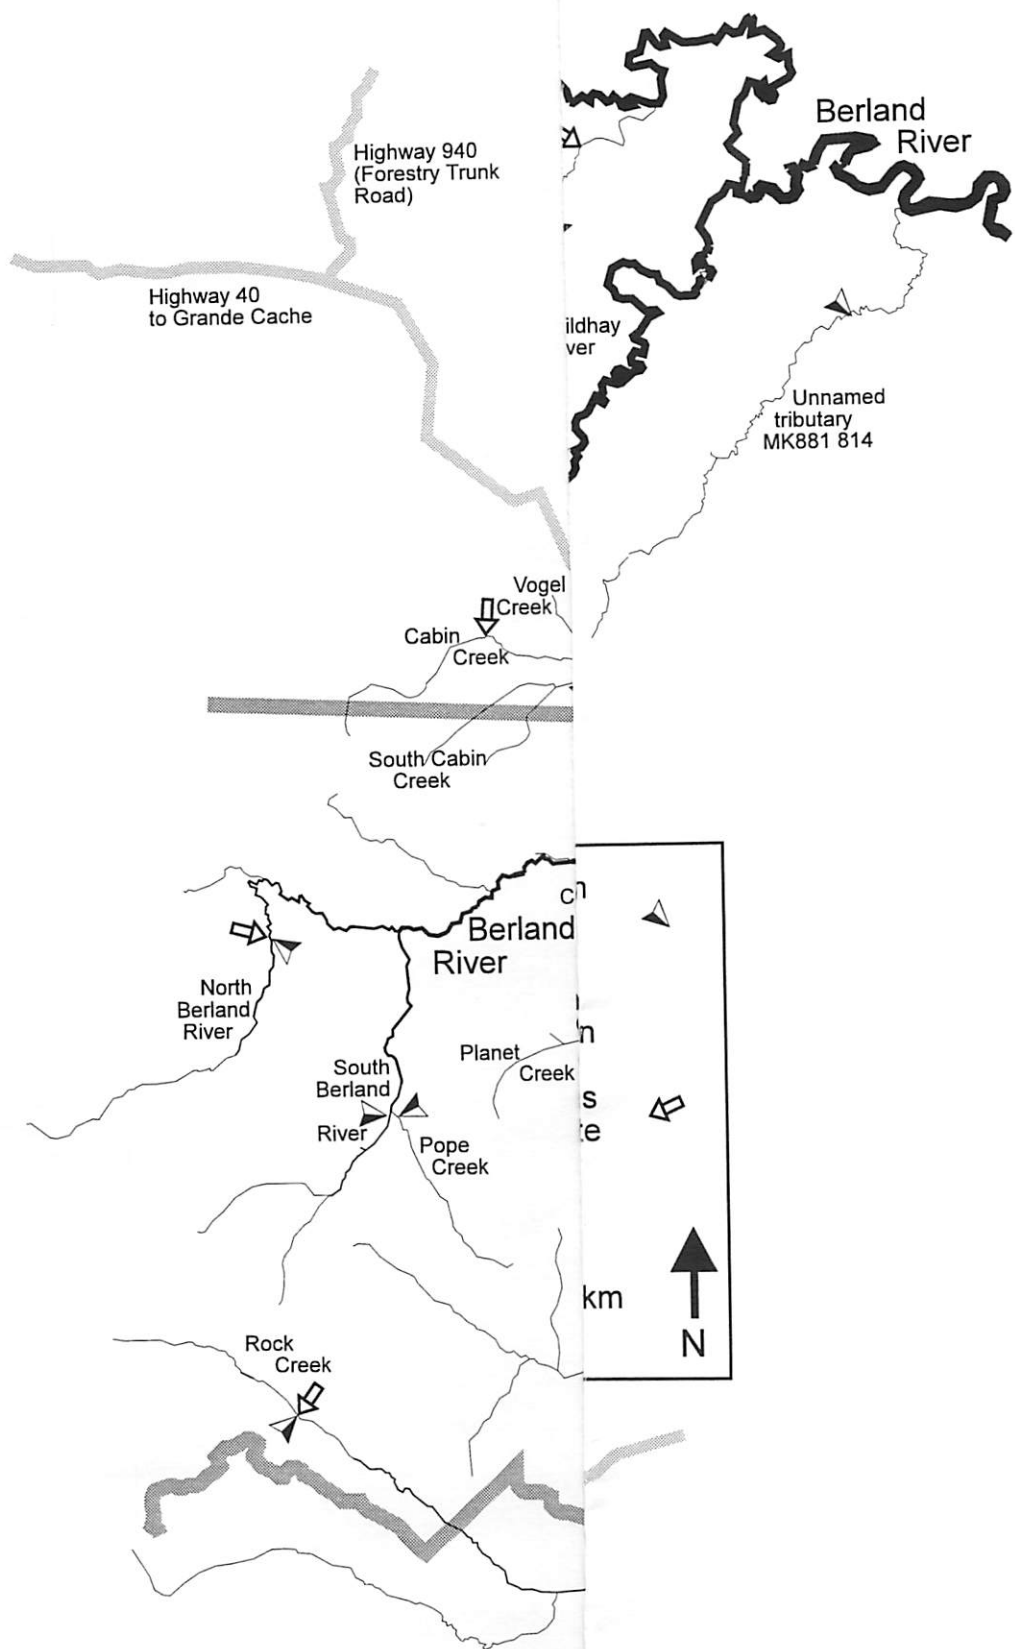 Berland
River
Highway 940
(Forestry Trunk
Road)
Highway 40
to Grande Cache
ildhay
ver
Unnamed
tributary
MK881 814
Vogel
Creek
Cabin
Creek
South Cabin
Creek
Berland
River
North
Berland
River
Planet
Creek
South
Berland
River
Pope
Creek
km
N
Rock
Creek